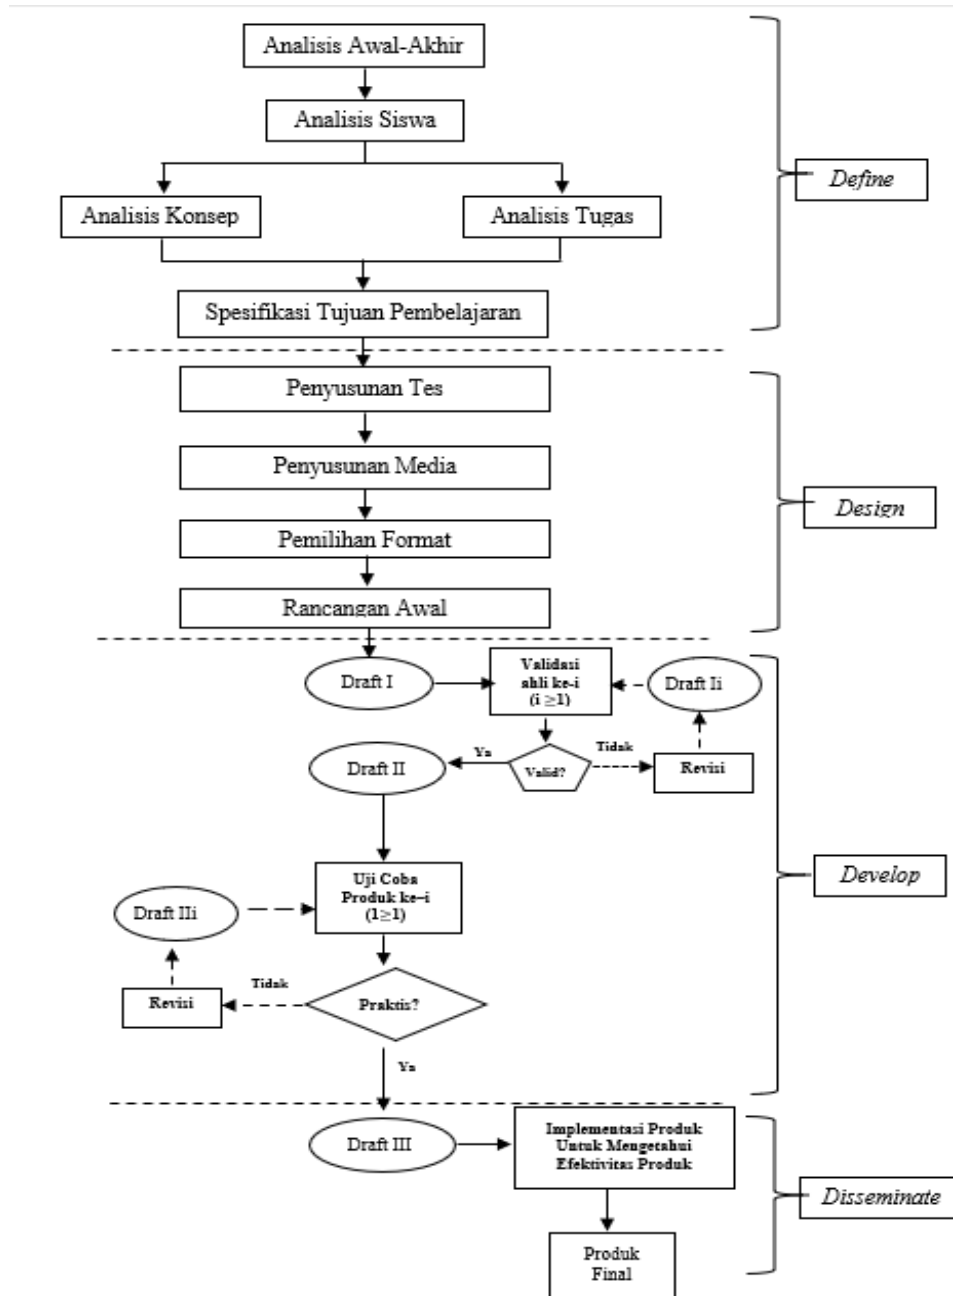 Analisis Awal-Akhir
Analisis Siswa
Define
Analisis Konsep
Analisis Tugas
Spesifikasi Tujuan Pembelajaran
Penyusunan Tes
Penyusunan Media
Design
Pemilihan Format
Rancangan Awal
Draft I
Validasi
ahli ke-i
(i ≥1)
Draft Ii
Draft II
Ya
Valid?
Tidak
Revisi
Uji Coba
Produk ke–i
(1≥1)
Develop
Draft IIi
Tidak
Revisi
Praktis?
Ya
Draft III
Implementasi Produk
Untuk Mengetahui
Efektivitas Produk
Disseminate
Produk
Final